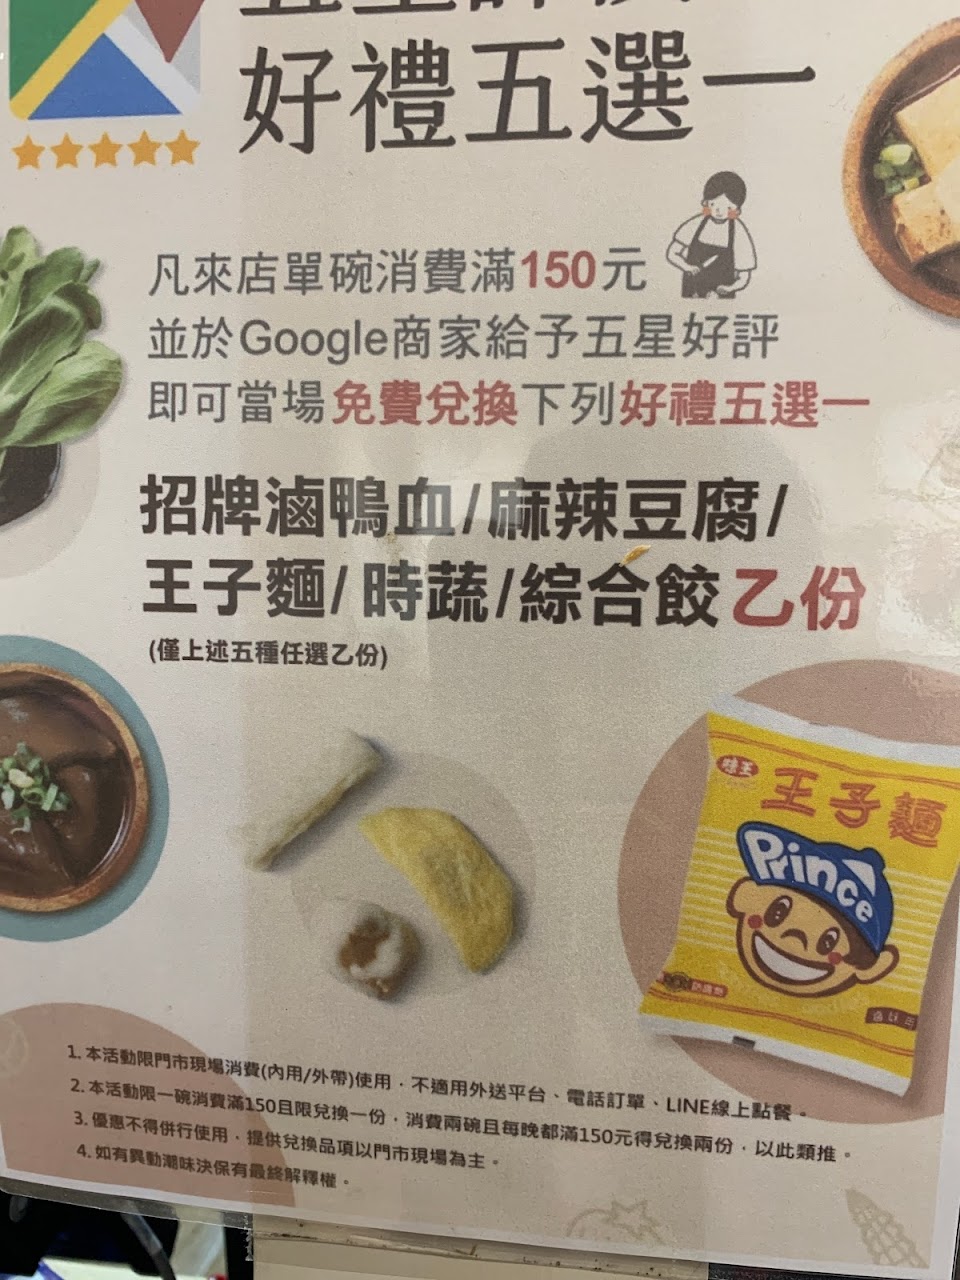 好禮五選一
凡來店單碗消費滿150元
並於Google商家給予五星好評
即可當場免費兌換下列好禮五選一
招牌滷鴨血/麻辣豆腐/
王子麵/時蔬/綜合餃乙份
(僅上述五種任選乙份)
味王
王子麵
Prince
1. 本活動限門市現場消費(內用/外帶)使用，不適用外送平台、電話訂單、LINE線上點餐。
2. 本活動限一碗消費滿150且限兌換一份，消費兩碗且每晚都滿150元得兌換兩份，以此類推。
3. 優惠不得併行使用，提供兌換品項以門市現場為主。
4. 如有異動潮味決保有最終解釋權。